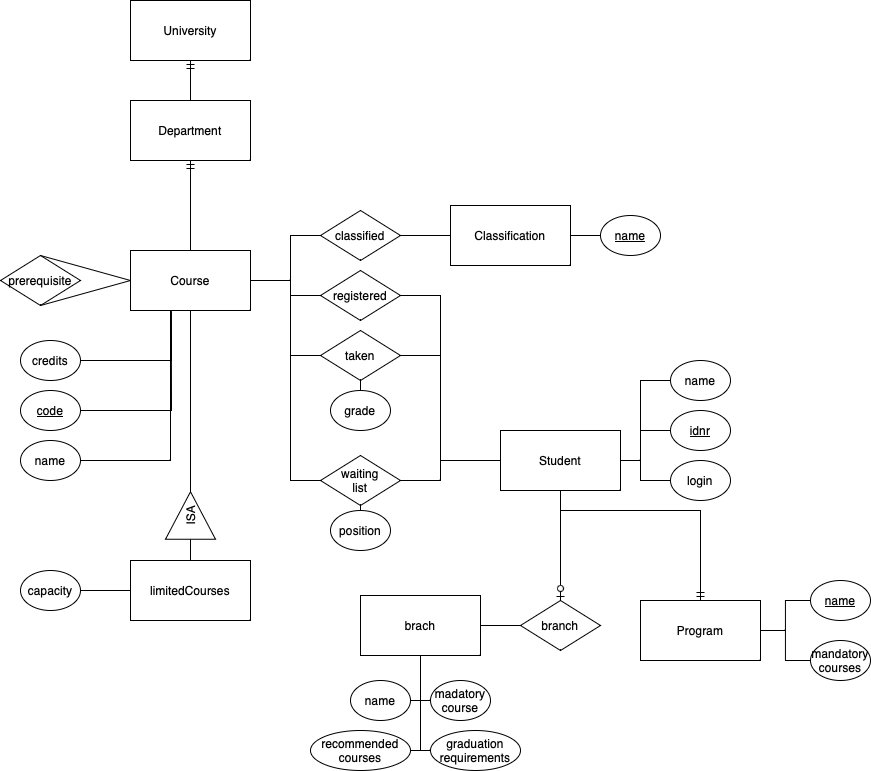 University
Department
classified
Classification
name
prerequisite
Course
registered
credits
taken
name
code
grade
idnr
name
waiting
list
Student
login
ISA
position
capacity
limitedCourses
name
brach
branch
Program
mandatory
courses
name
madatory
course
recommended
courses
graduation
requirements